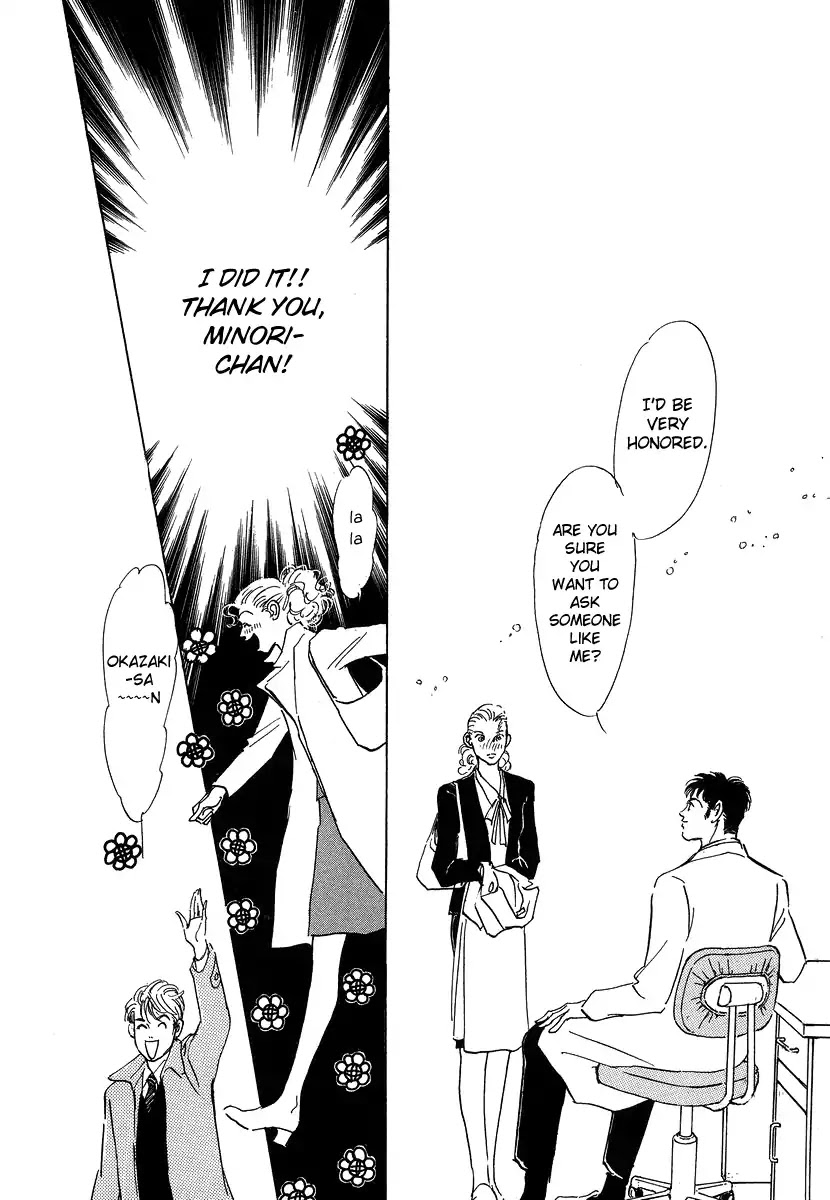 I'D BE
VERY
HONORED.
ARE YOU
SURE
YOU
WANT TO
ASK
SOMEONE
LIKE
ME?
I DID IT!!
THANK YOU,
MINORI-
CHAN!
la
la
OKAZAKI
-SA
~~~~N